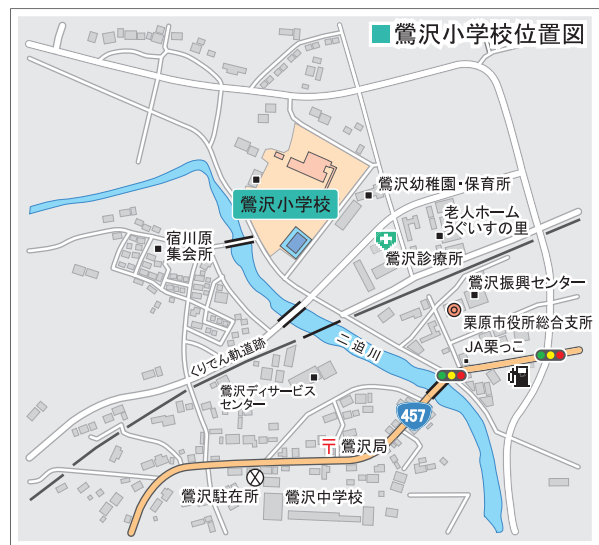 鶯沢小学校位置図
鶯沢小学校
鶯沢幼稚園・保育所
老人ホーム
うぐいすの里
宿川原
集会所
鶯沢診療所
鶯沢振興センター
栗原市役所総合支所
JA栗っこ
二迫川
くりでん軌道跡
鶯沢ディサービス
センター
457
鶯沢局
鶯沢駐在所
鶯沢中学校